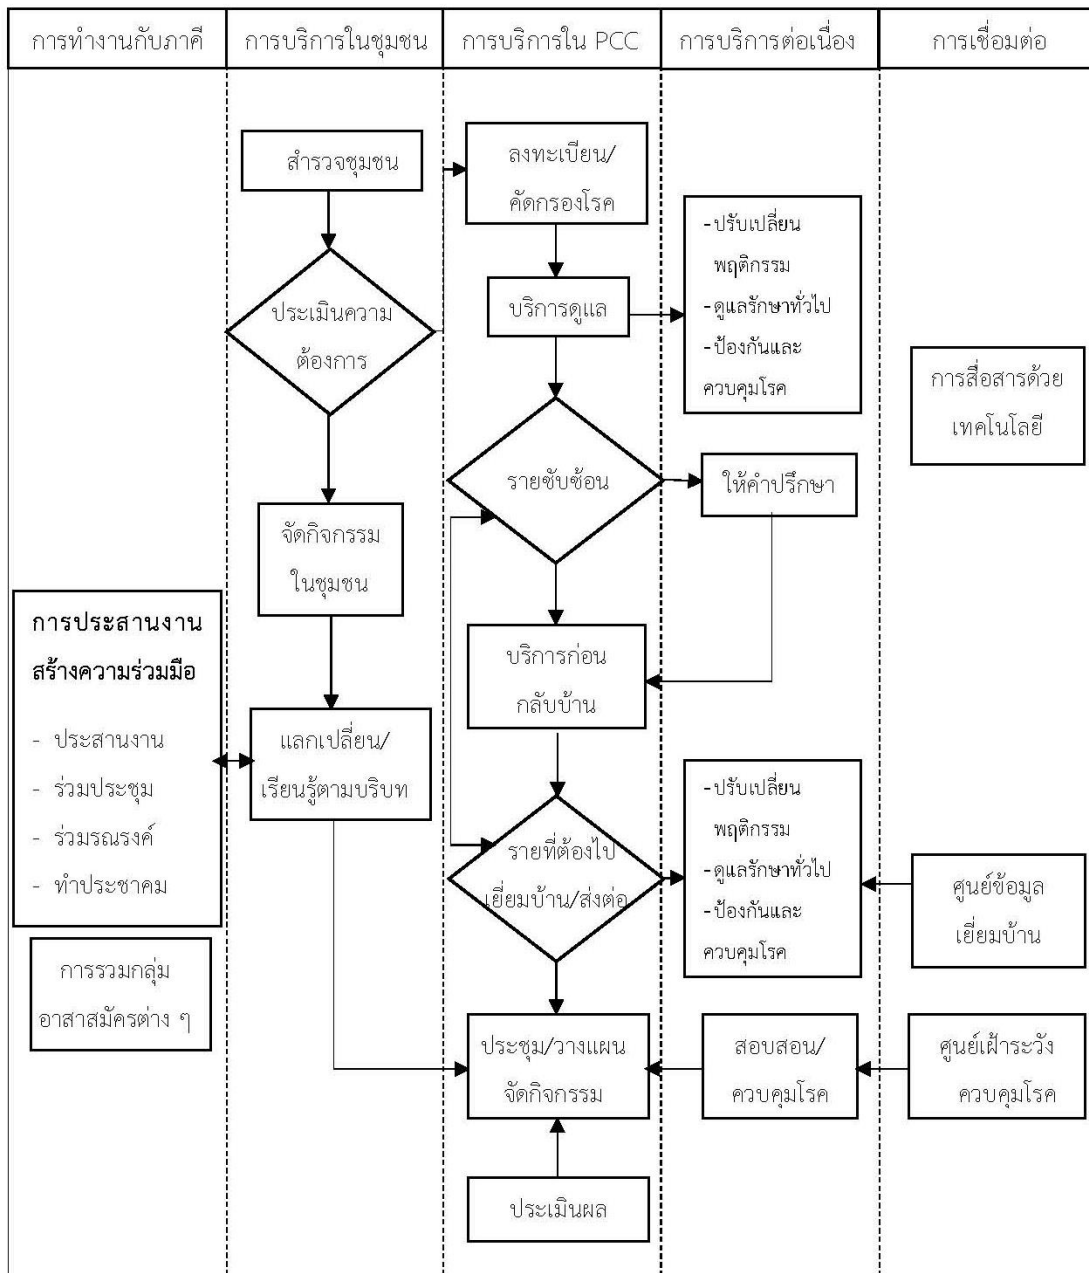 การทำงานกับภาคี
การบริการในชุมชน
การบริการใน PCC
การบริการต่อเนื่อง
การเชื่อมต่อ
สำรวจชุมชน
ประเมินความ
ต้องการ
จัดกิจกรรม
ในชุมชน
การประสานงาน
สร้างความร่วมมือ
- ประสานงาน
- ร่วมประชุม
- ร่วมรณรงค์
- ทำประชาคม
การรวมกลุ่ม
อาสาสมัครต่าง ๆ
แลกเปลี่ยน/
เรียนรู้ตามบริบท
ลงทะเบียน/
คัดกรองโรค
บริการดูแล
รายซับซ้อน
บริการก่อน
กลับบ้าน
รายที่ต้องไป
เยี่ยมบ้าน/ส่งต่อ
ประชุม/วางแผน
จัดกิจกรรม
ประเมินผล
-ปรับเปลี่ยน
พฤติกรรม
-ดูแลรักษาทั่วไป
-ป้องกันและ
ควบคุมโรค
ให้คำปรึกษา
-ปรับเปลี่ยน
พฤติกรรม
-ดูแลรักษาทั่วไป
-ป้องกันและ
ควบคุมโรค
สอบสอน/
ควบคุมโรค
การสื่อสารด้วย
เทคโนโลยี
ศูนย์ข้อมูล
เยี่ยมบ้าน
ศูนย์เฝ้าระวัง
ควบคุมโรค